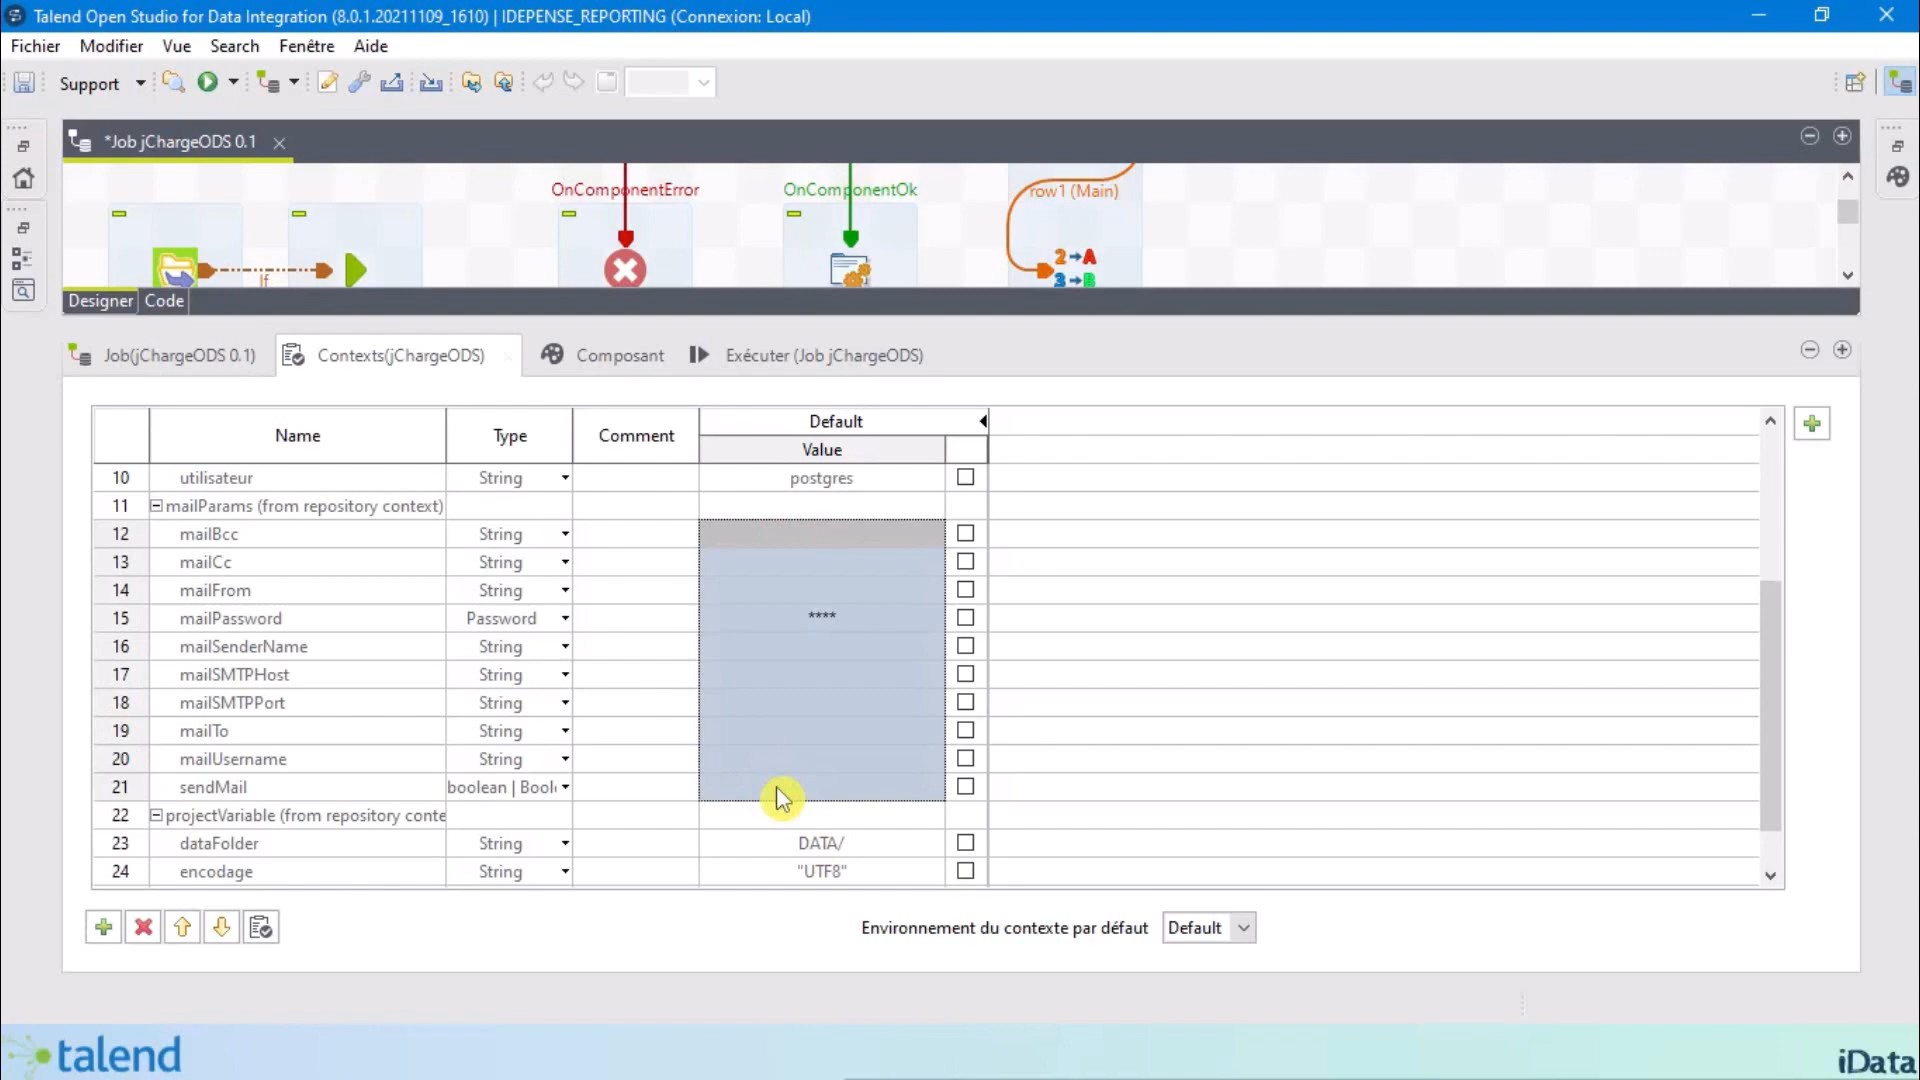 Talend Open Studio for Data Integration (8.0.1.20211109_1610) | IDEPENSE_REPORTING (Connexion: Local)
Fichier Modifier Vue Search Fenêtre Aide
Support
*Job jChargeODS 0.1
OnComponentError OnComponentOk row1 (Main)
If
2→A
3→B
Designer Code
Job(jChargeODS 0.1) Contexts(jChargeODS) Composant Exécuter (Job jChargeODS)
Name Type Comment Default
Value
10 utilisateur String postgres
11 mailParams (from repository context)
12 mailBcc String
13 mailCc String
14 mailFrom String
15 mailPassword Password ****
16 mailSenderName String
17 mailSMTPHost String
18 mailSMTPPort String
19 mailTo String
20 mailUsername String
21 sendMail boolean | Bool
22 projectVariable (from repository conte
23 dataFolder String DATA/
24 encodage String "UTF8"
Environnement du contexte par défaut Default
talend
iData